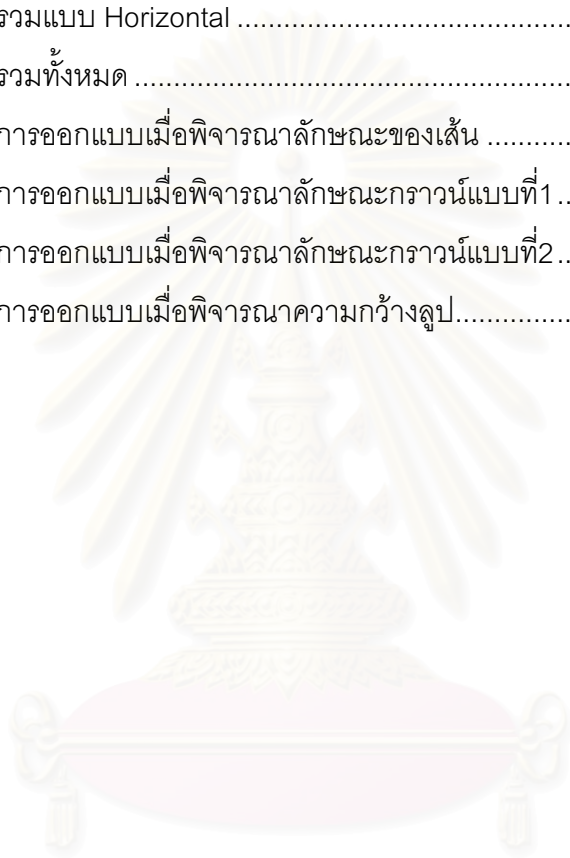 รวมแบบ Horizontal ............................................
รวมทั้งหมด ........................................................
การออกแบบเมื่อพิจารณาลักษณะของเส้น ...........
การออกแบบเมื่อพิจารณาลักษณะกราวน์แบบที่1 ..
การออกแบบเมื่อพิจารณาลักษณะกราวน์แบบที่2 ..
การออกแบบเมื่อพิจารณาความกว้างลูป...............